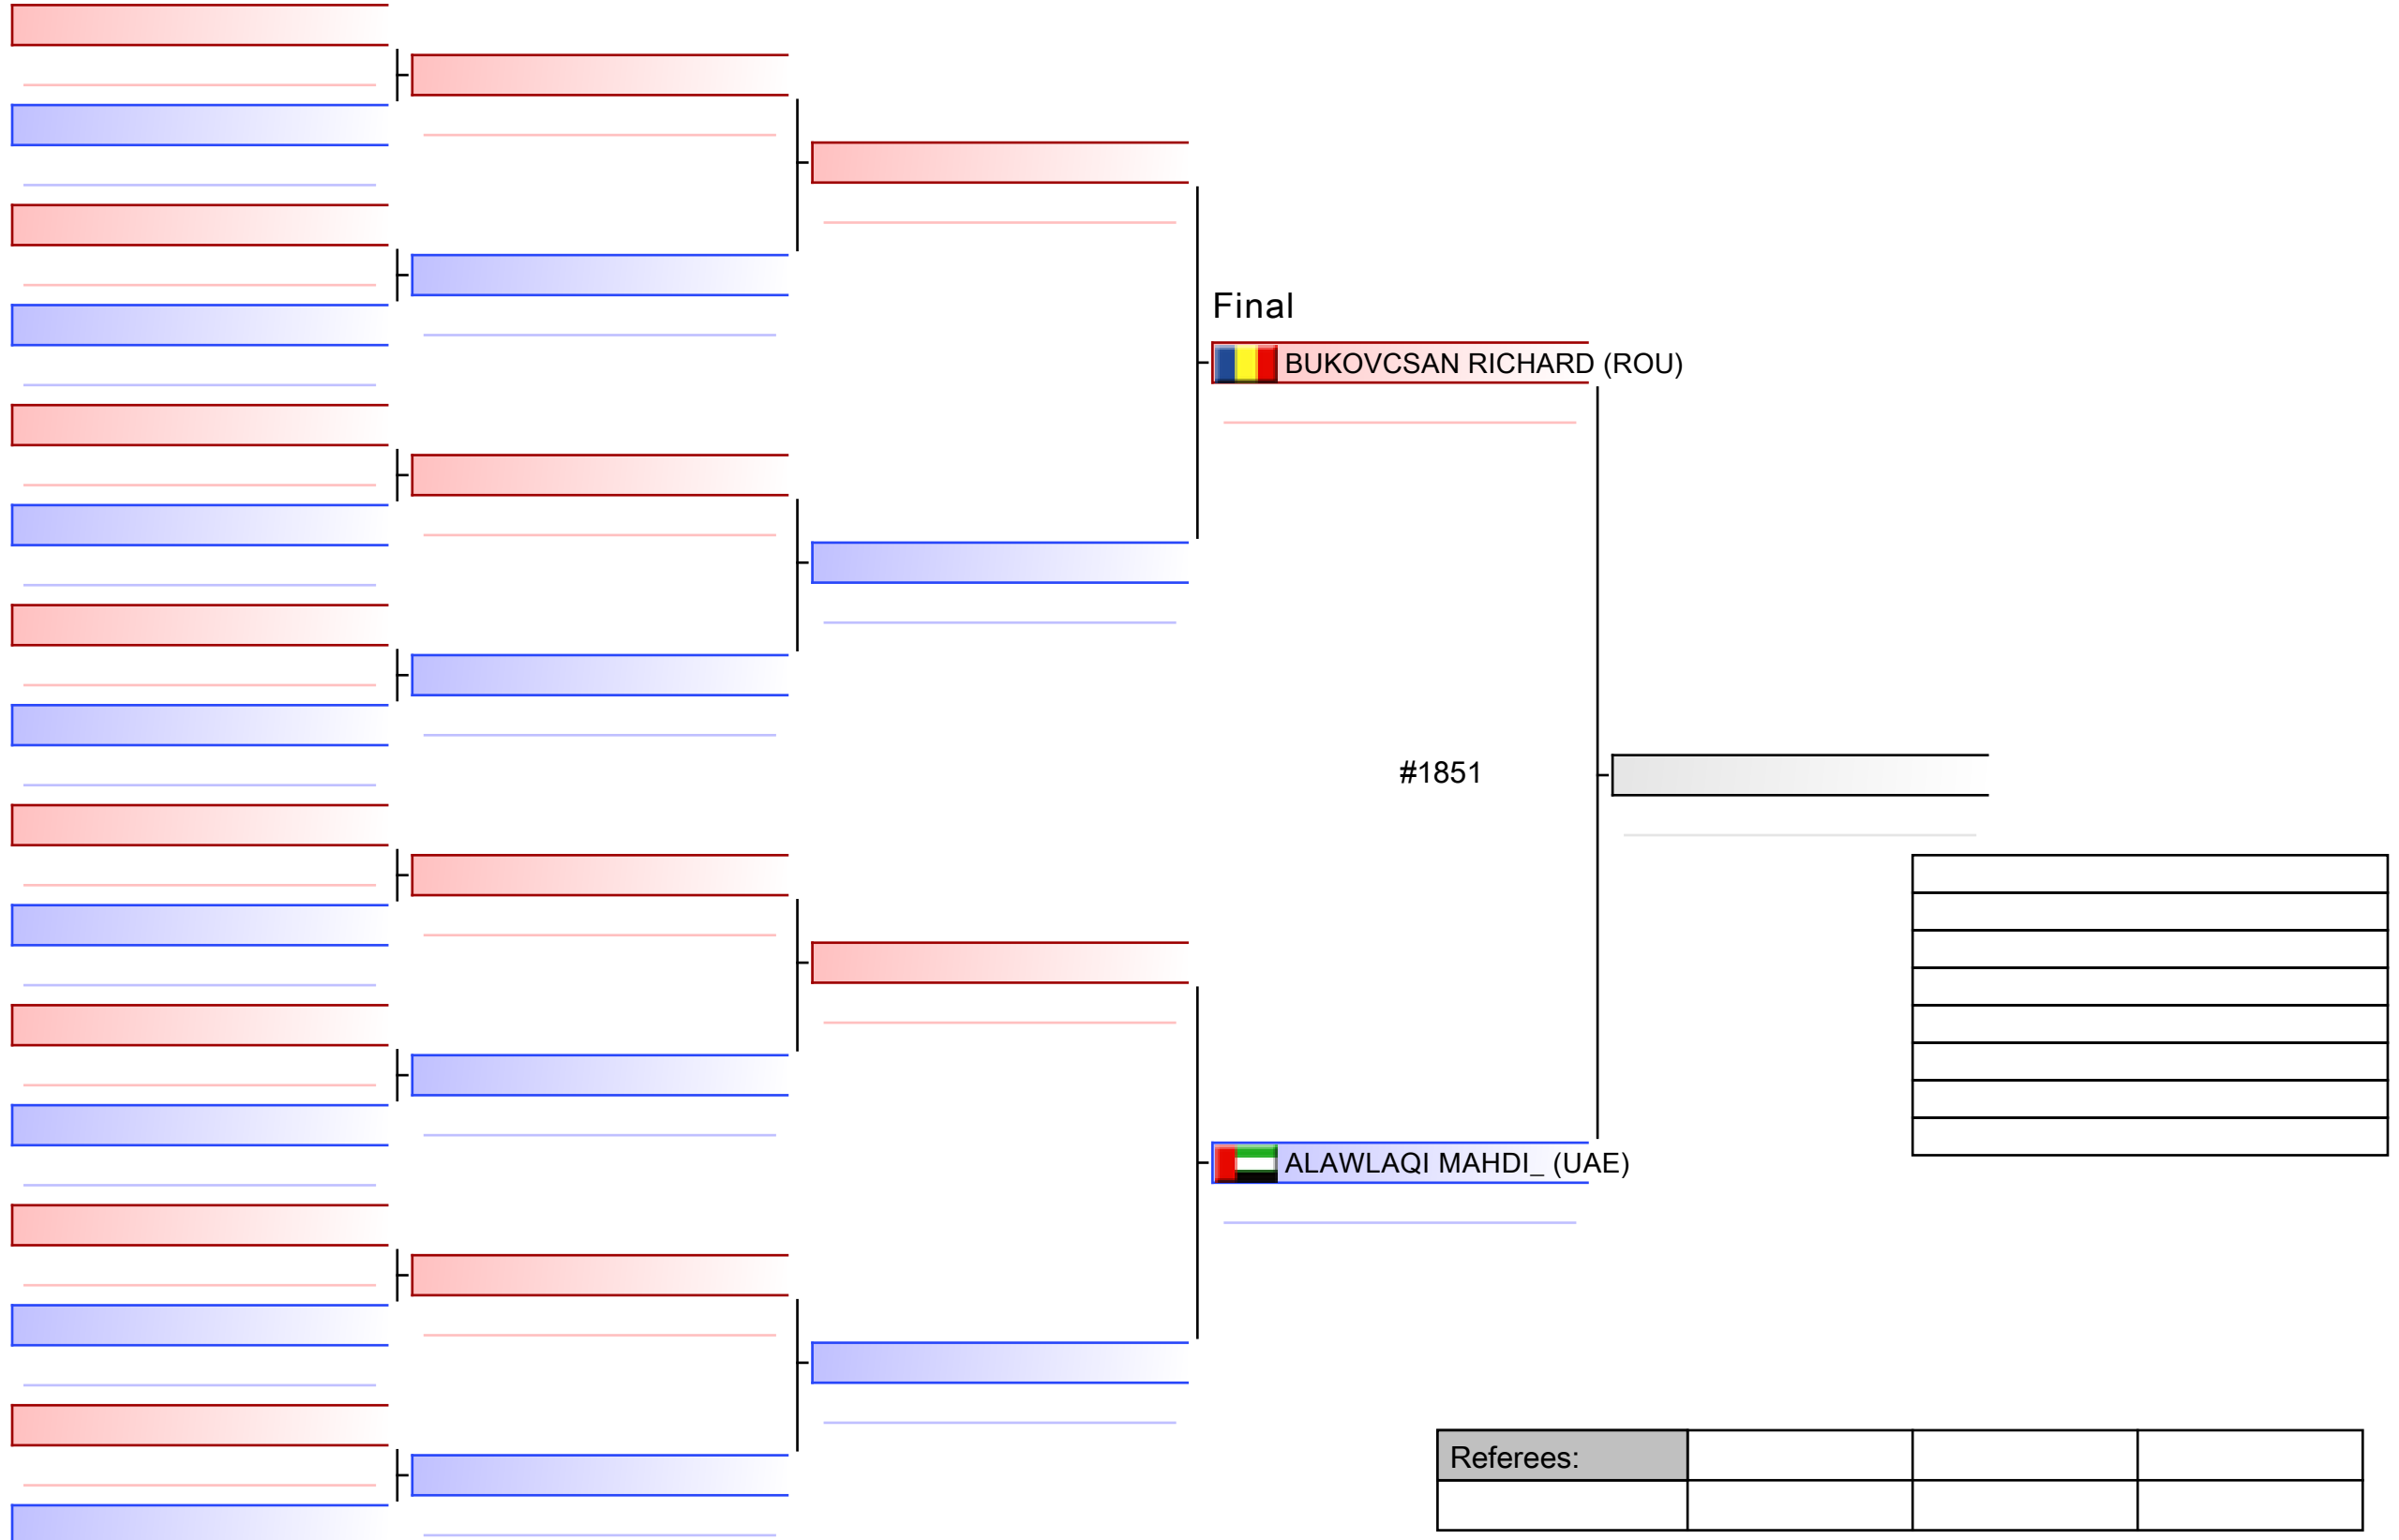 Final
BUKOVCSAN RICHARD (ROU)
#1851
ALAWLAQI MAHDI_ (UAE)
Referees: